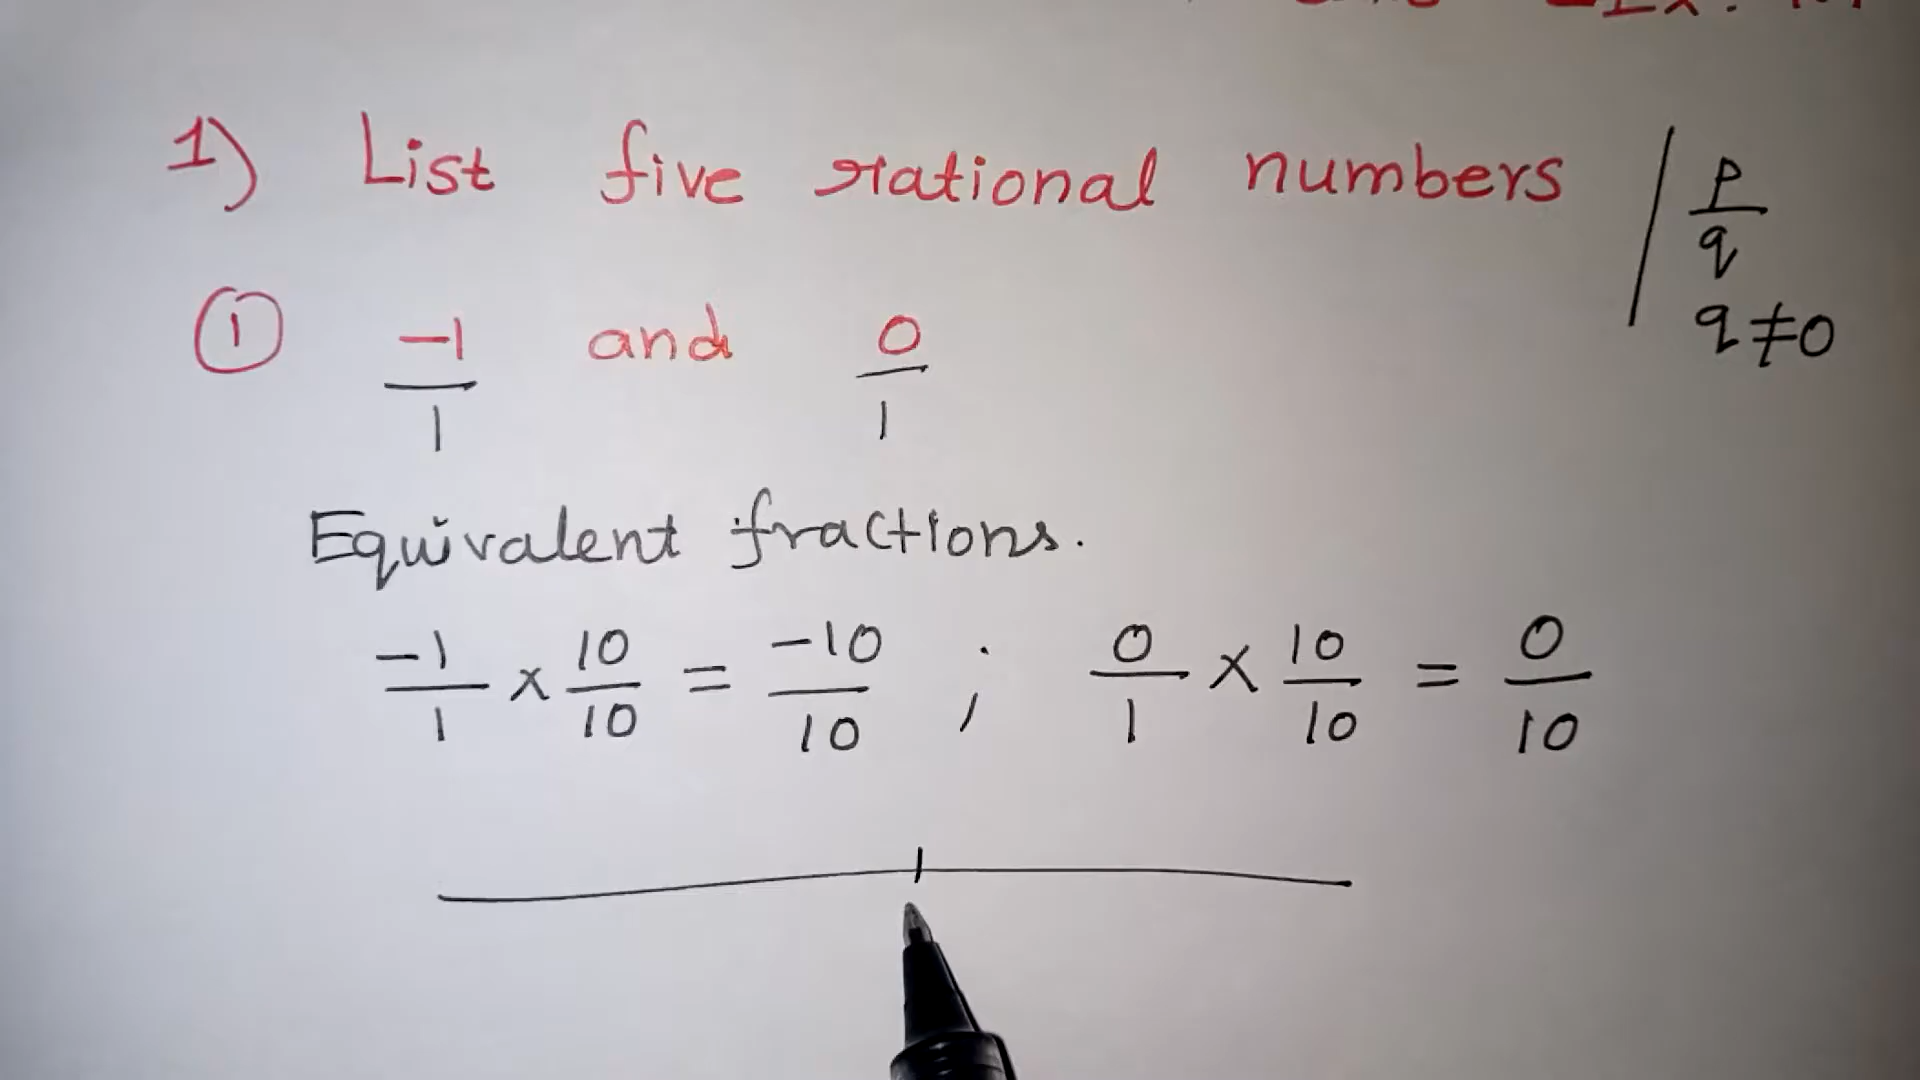 1) List five rational numbers
p/q
q≠0
① -1/1 and 0/1
Equivalent fractions.
-1/1 × 10/10 = -10/10 ; 0/1 × 10/10 = 0/10